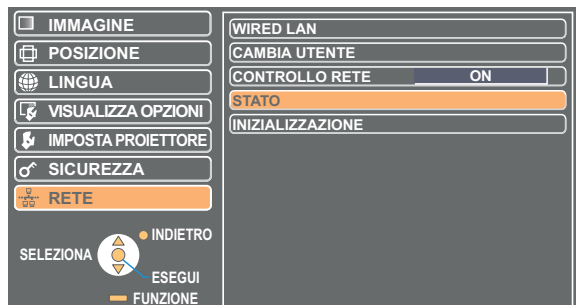 IMMAGINE
POSIZIONE
LINGUA
VISUALIZZA OPZIONI
IMPOSTA PROIETTORE
SICUREZZA
RETE
INDIETRO
SELEZIONA
ESEGUI
FUNZIONE
WIRED LAN
CAMBIA UTENTE
CONTROLLO RETE ON
STATO
INIZIALIZZAZIONE